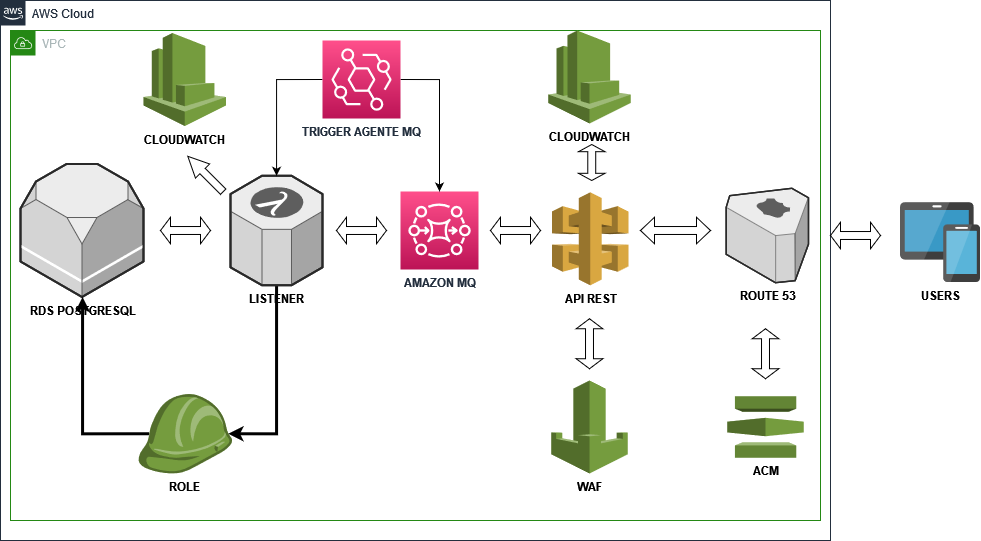 aws
AWS Cloud
VPC
CLOUDWATCH
TRIGGER AGENTE MQ
CLOUDWATCH
RDS POSTGRESQL
LISTENER
AMAZON MQ
API REST
ROUTE 53
USERS
ROLE
WAF
ACM